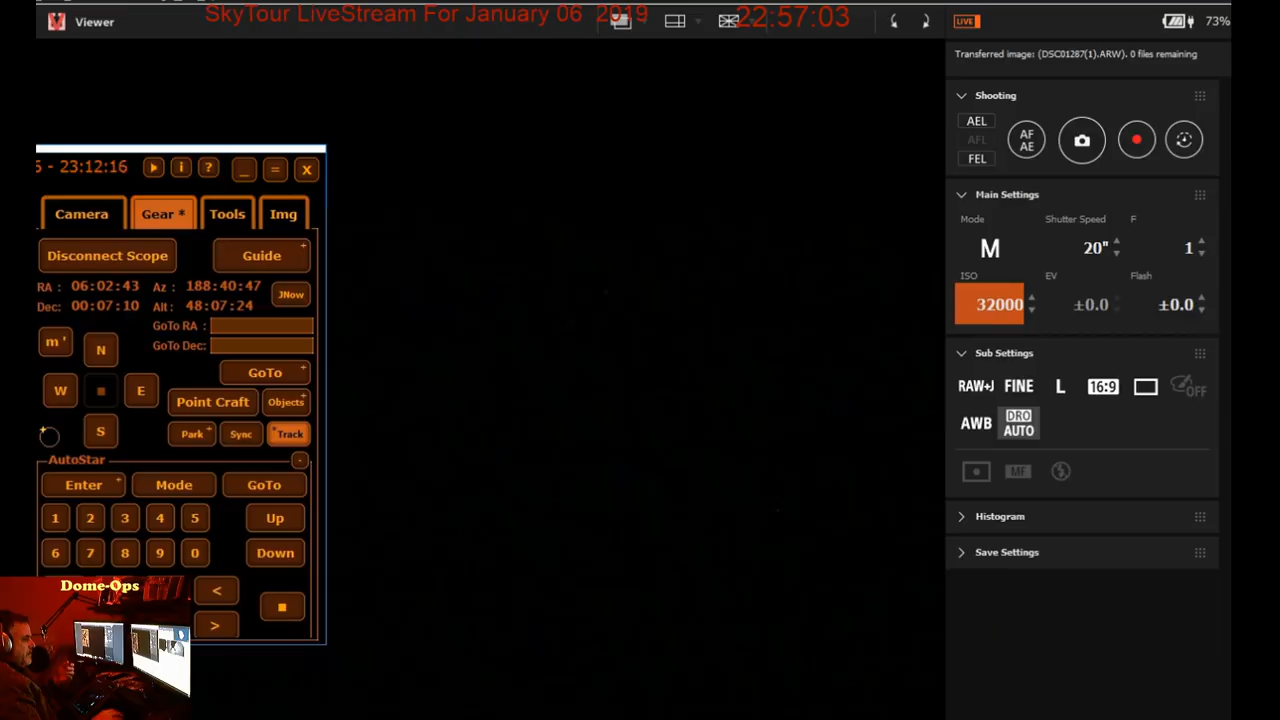 SkyTour LiveStream For January 06 2019
22:57:03
Viewer
LIVE
73%
Transferred image: (DSC01287(1).ARW). 0 files remaining
Shooting
AEL
AFL
FEL
AF
AE
Main Settings
Mode
Shutter Speed
F
M
20"
1
ISO
EV
Flash
32000
±0.0
±0.0
Sub Settings
RAW+J
FINE
L
16:9
OFF
AWB
DRO
AUTO
MF
Histogram
Save Settings
- 23:12:16
i
?
_
=
x
Camera
Gear *
Tools
Img
Disconnect Scope
Guide +
RA : 06:02:43 Az : 188:40:47
JNow
Dec: 00:07:10 Alt : 48:07:24
GoTo RA :
GoTo Dec:
m '
N
GoTo +
W
E
Point Craft
Objects +
S
Park +
Sync
* Track
AutoStar
Enter +
Mode
GoTo
1
2
3
4
5
Up
6
7
8
9
0
Down
<
>
Dome-Ops